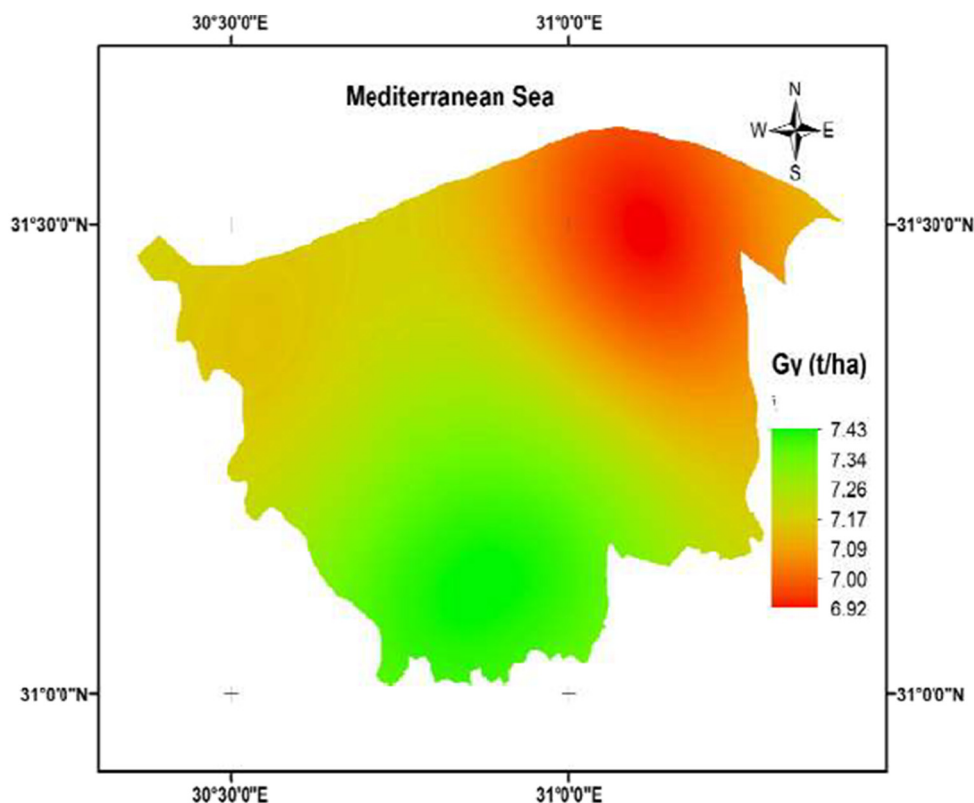 30°30'0"E 31°0'0"E
Mediterranean Sea
N
W E
S
31°30'0"N 31°30'0"N
Gy (t/ha)
7.43
7.34
7.26
7.17
7.09
7.00
6.92
31°0'0"N 31°0'0"N
30°30'0"E 31°0'0"E